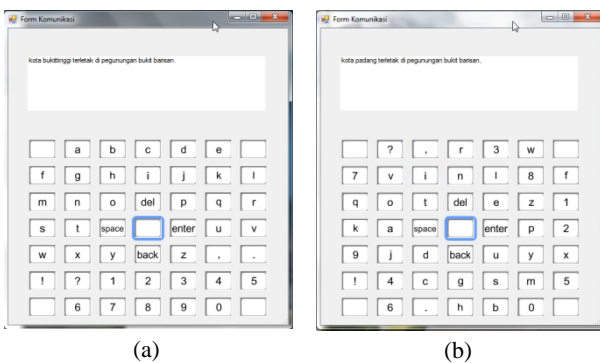 Form Komunikasi
kota bukittinggi terletak di pegunungan bukit barisan.
a b c d e
f g h i j k l
m n o del p q r
s t space enter u v
w x y back z , .
! ? 1 2 3 4 5
6 7 8 9 0
(a)
Form Komunikasi
kota padang terletak di pegunungan bukit barisan,
? , r 3 w
7 v i n l 8 f
q o t del e z 1
k a space enter p 2
9 j d back u y x
! 4 c g s m 5
6 . h b 0
(b)